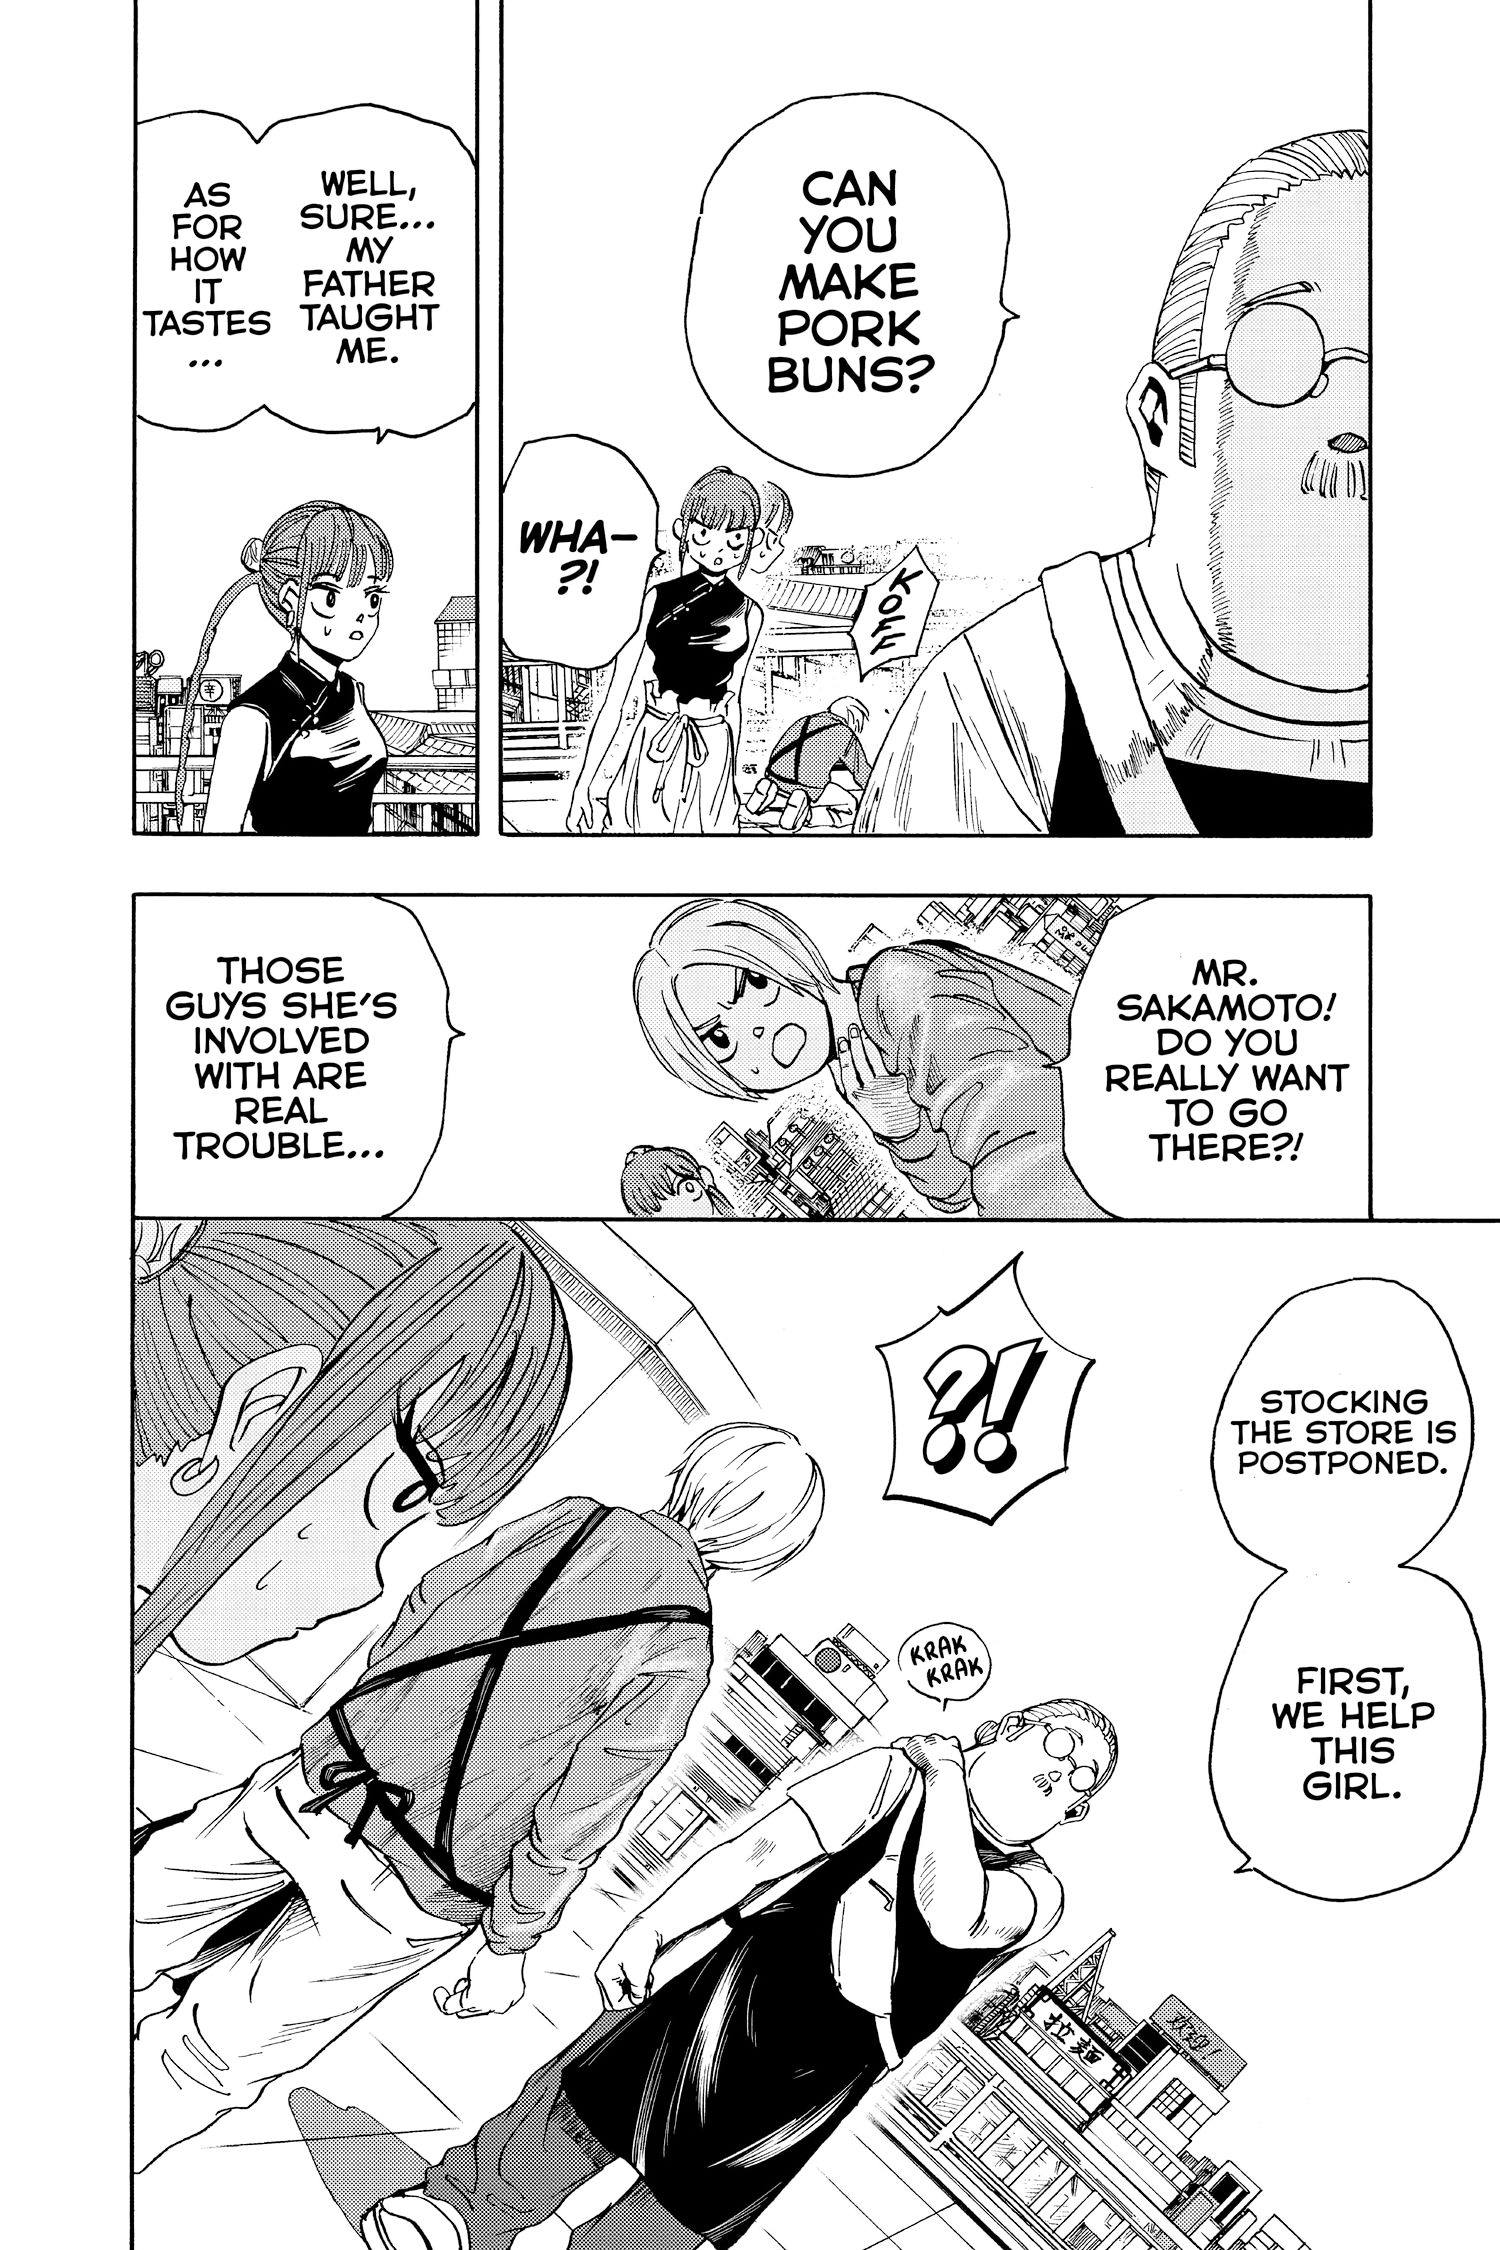 CAN
YOU
MAKE
PORK
BUNS?
WHA—
?!
KOFF
WELL,
SURE...
MY
FATHER
TAUGHT
ME.
AS
FOR
HOW
IT
TASTES
...
MR.
SAKAMOTO!
DO YOU
REALLY WANT
TO GO
THERE?!
THOSE
GUYS SHE'S
INVOLVED
WITH ARE
REAL
TROUBLE...
STOCKING
THE STORE IS
POSTPONED.
FIRST,
WE HELP
THIS
GIRL.
?!
KRAK
KRAK
拉麺